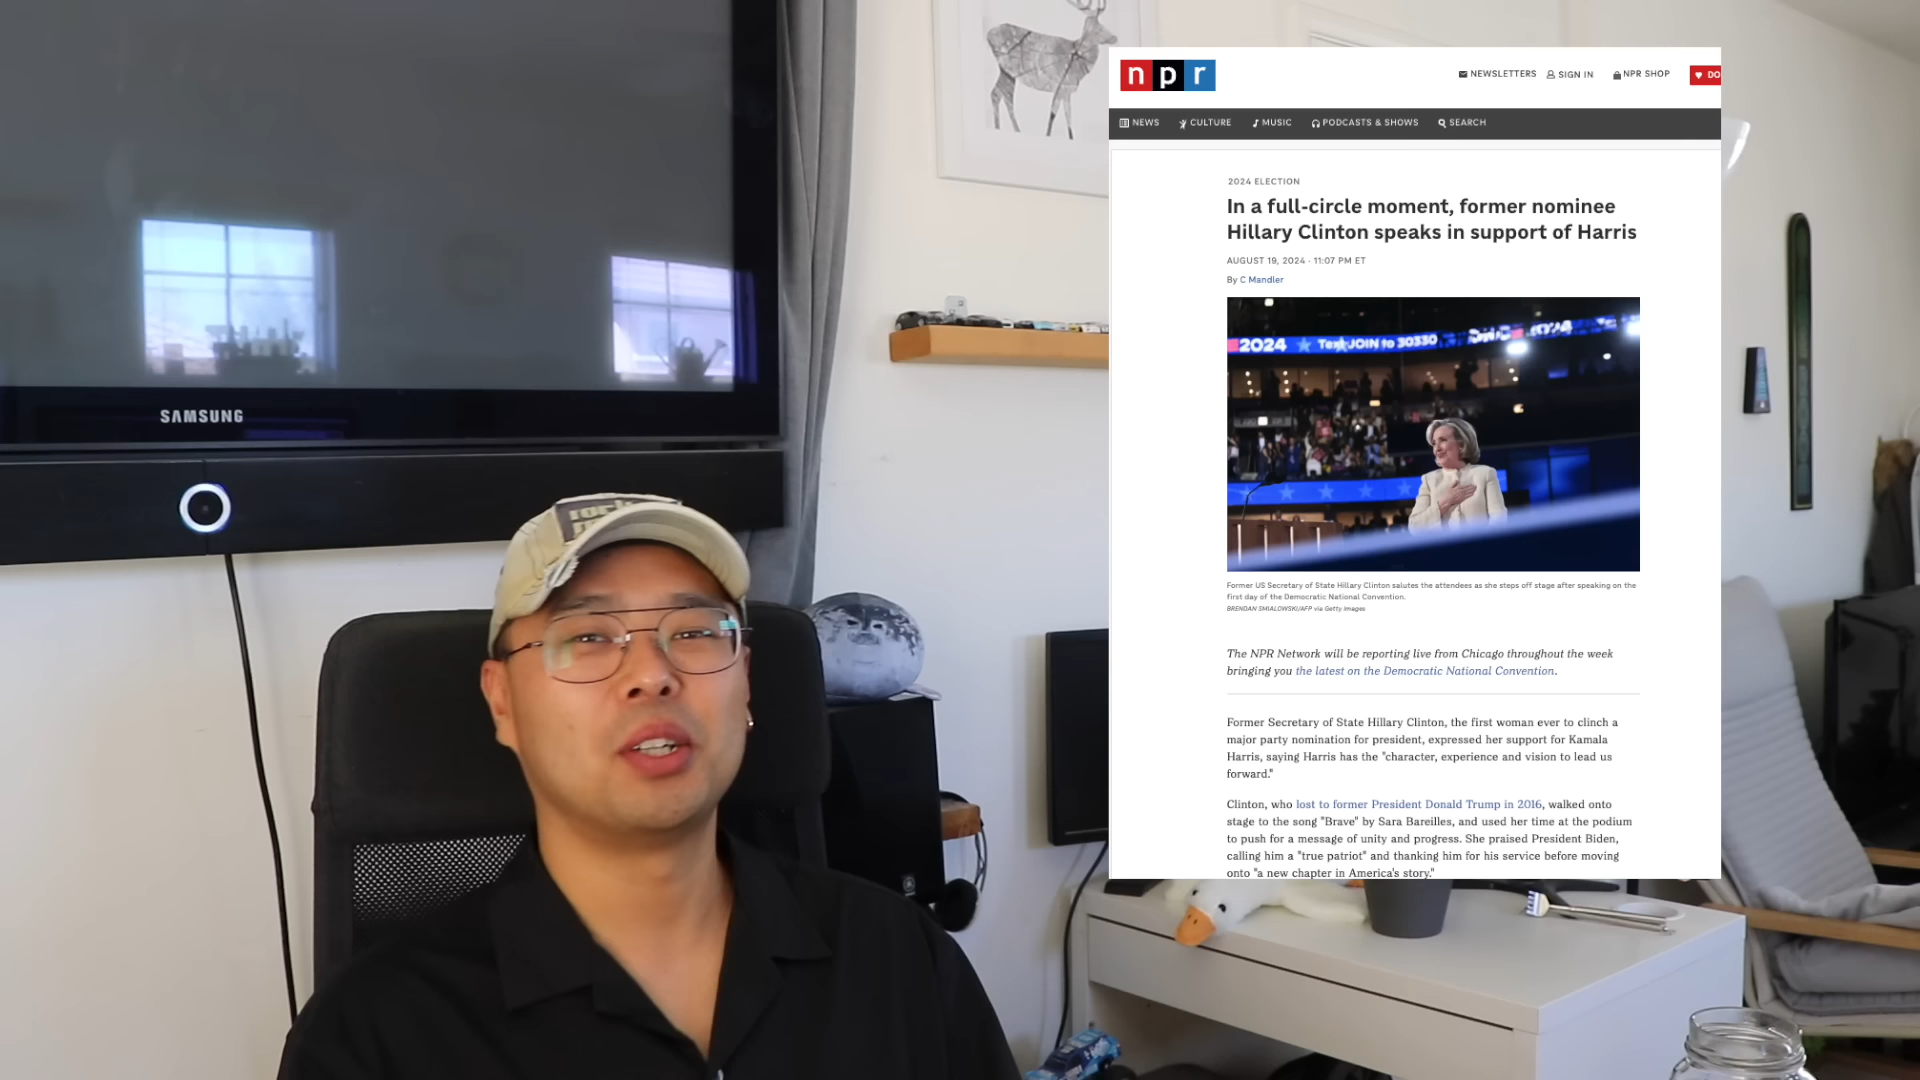 SAMSUNG
npr
NEWSLETTERS SIGN IN NPR SHOP DO
NEWS CULTURE MUSIC PODCASTS & SHOWS SEARCH
2024 ELECTION
In a full-circle moment, former nominee
Hillary Clinton speaks in support of Harris
AUGUST 19, 2024 · 11:07 PM ET
By C Mandler
2024 Text JOIN to 30330
Former US Secretary of State Hillary Clinton salutes the attendees as she steps off stage after speaking on the
first day of the Democratic National Convention.
BRENDAN SMIALOWSKI/AFP via Getty Images
The NPR Network will be reporting live from Chicago throughout the week
bringing you the latest on the Democratic National Convention.
Former Secretary of State Hillary Clinton, the first woman ever to clinch a
major party nomination for president, expressed her support for Kamala
Harris, saying Harris has the "character, experience and vision to lead us
forward."
Clinton, who lost to former President Donald Trump in 2016, walked onto
stage to the song "Brave" by Sara Bareilles, and used her time at the podium
to push for a message of unity and progress. She praised President Biden,
calling him a "true patriot" and thanking him for his service before moving
onto "a new chapter in America's story."